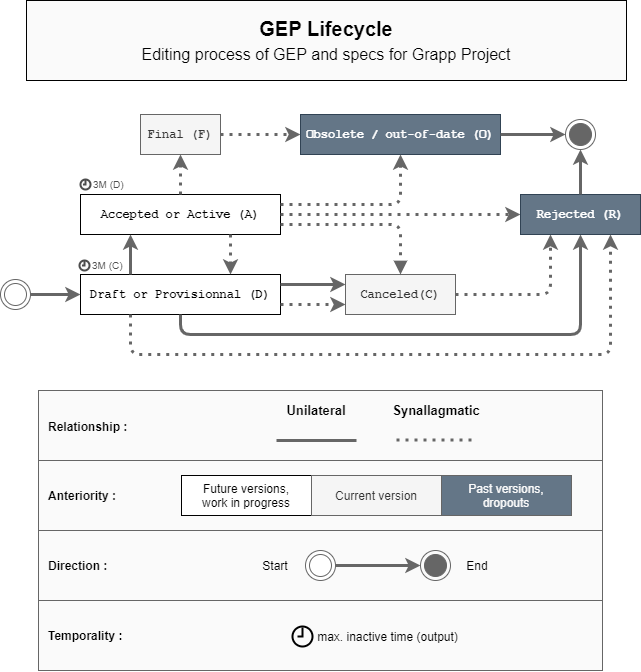 GEP Lifecycle
Editing process of GEP and specs for Grapp Project
Final (F)
Obsolete / out-of-date (O)
3M (D)
Accepted or Active (A)
Rejected (R)
3M (C)
Draft or Provisionnal (D)
Canceled(C)
Relationship :
Unilateral
Synallagmatic
Anteriority :
Future versions,
work in progress
Current version
Past versions,
dropouts
Direction :
Start
End
Temporality :
max. inactive time (output)